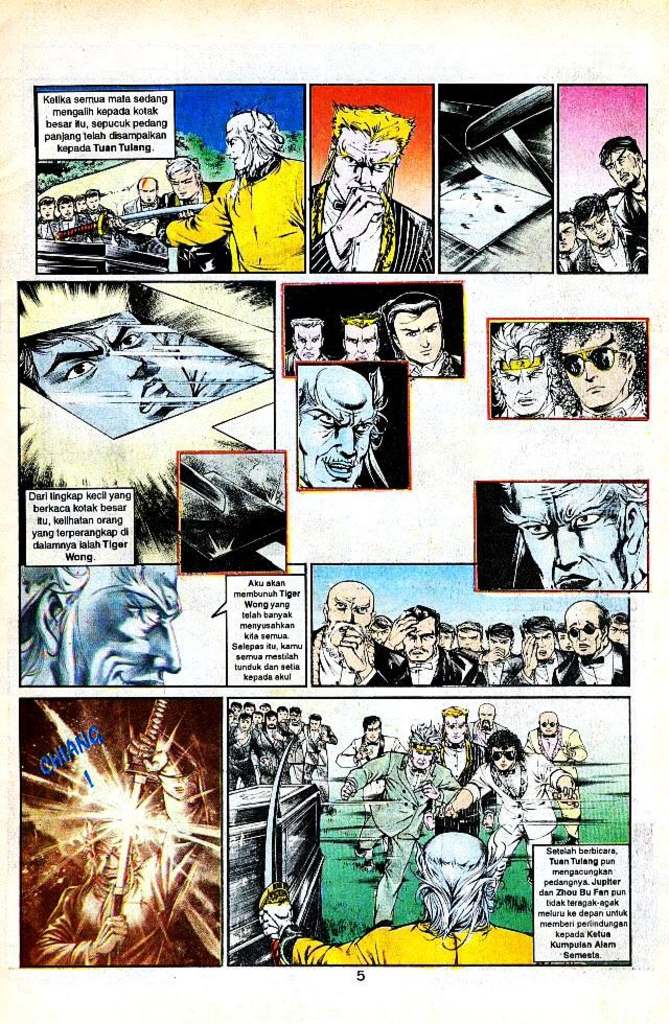 Ketika semua mata sedang
mengalih kepada kotak
besar itu, sepucuk pedang
panjang telah disampaikan
kepada Tuan Tulang.
Dari tingkap kecil yang
berkaca kotak besar
itu, kelihatan orang
yang terperangkap di
dalamnya ialah Tiger
Wong.
Aku akan
membunuh Tiger
Wong yang
telah banyak
menyusahkan
kita semua.
Selepas itu, kamu
semua mestilah
tunduk dan setia
kepada aku!
CHIANG
!
Setelah berbicara,
Tuan Tulang pun
mengacungkan
pedangnya. Jupiter
dan Zhou Bu Fan pun
tidak teragak-agak
meluru ke depan untuk
memberi perlindungan
kepada Ketua
Kumpulan Alam
Semesta.
5